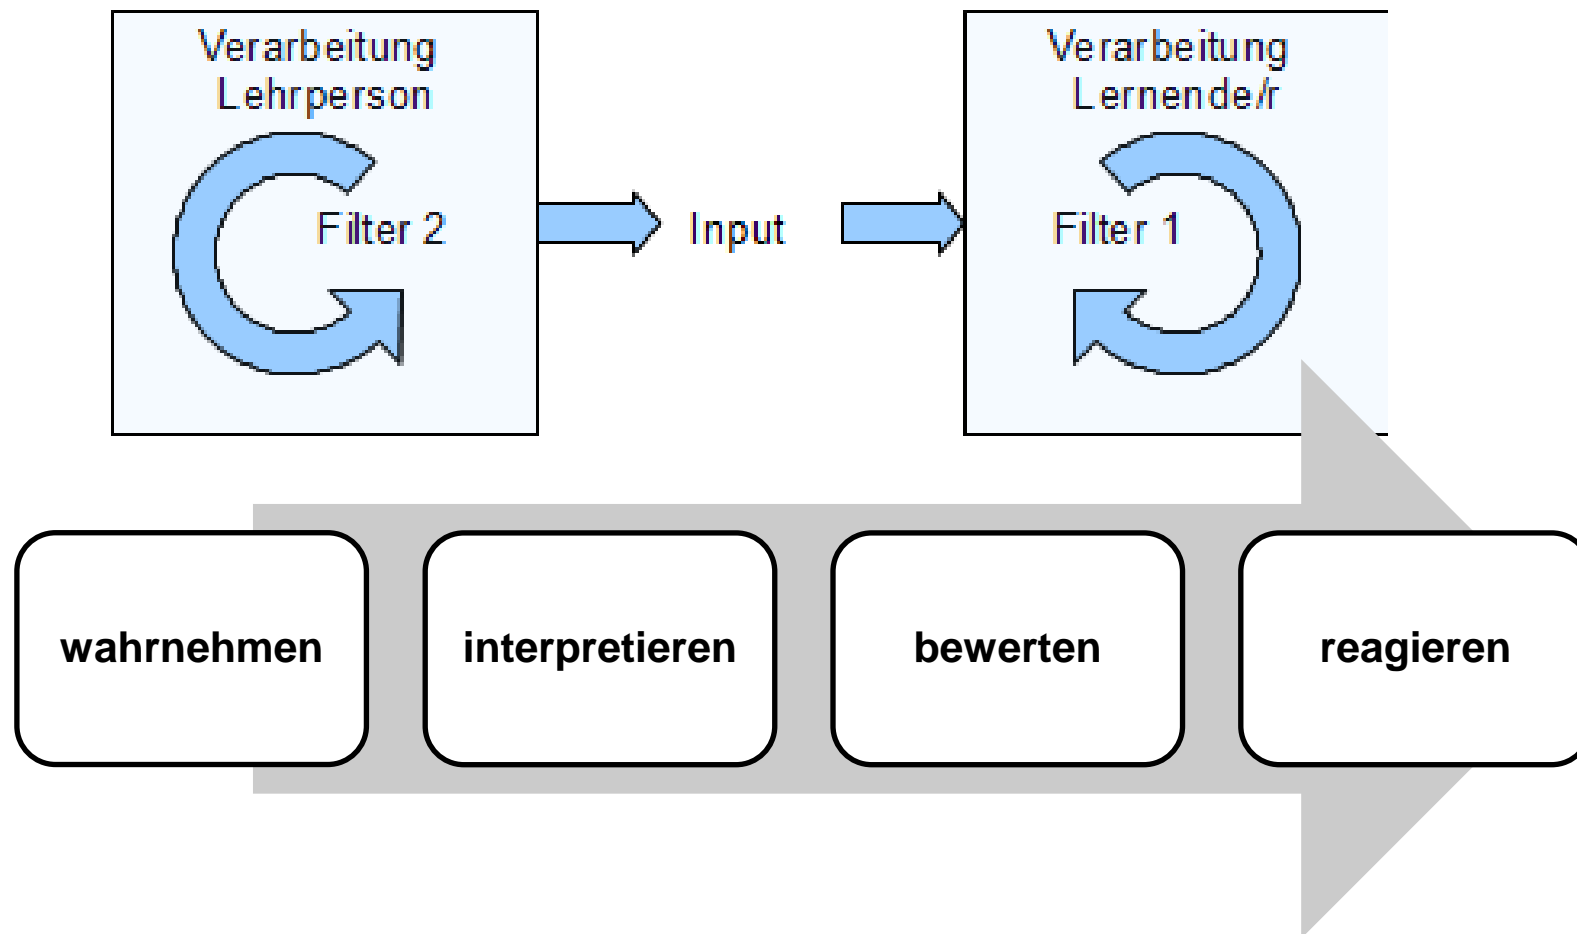 Verarbeitung
Lehrperson
Filter 2
Input
Verarbeitung
Lernende/r
Filter 1
wahrnehmen
interpretieren
bewerten
reagieren